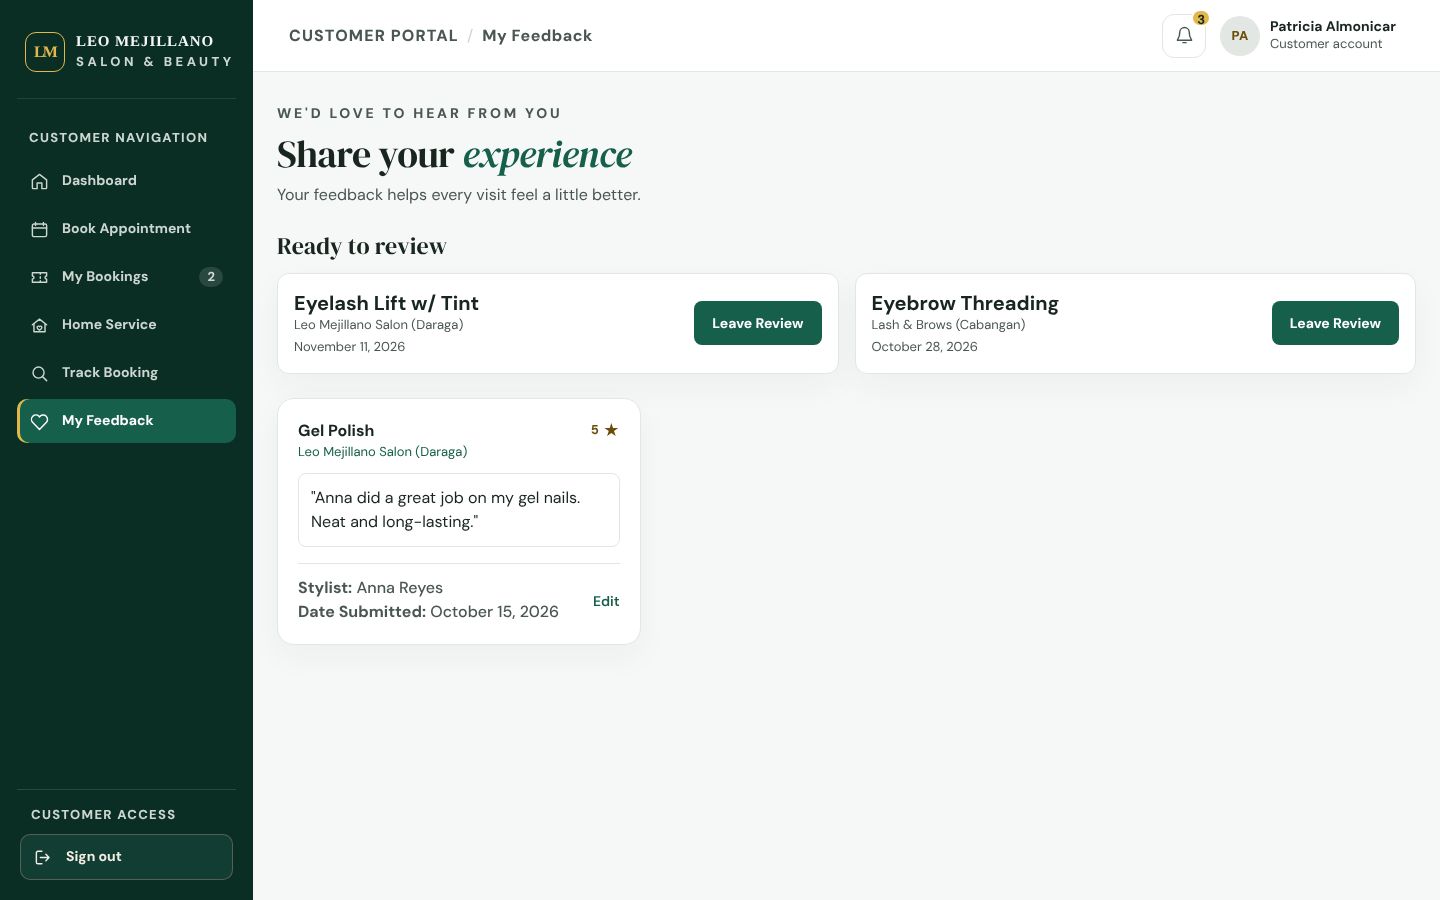 LM
LEO MEJILLANO
SALON & BEAUTY
CUSTOMER NAVIGATION
Dashboard
Book Appointment
My Bookings 2
Home Service
Track Booking
My Feedback
CUSTOMER ACCESS
Sign out
CUSTOMER PORTAL / My Feedback
3
PA
Patricia Almonicar
Customer account
WE'D LOVE TO HEAR FROM YOU
Share your experience
Your feedback helps every visit feel a little better.
Ready to review
Eyelash Lift w/ Tint
Leo Mejillano Salon (Daraga)
November 11, 2026
Leave Review
Eyebrow Threading
Lash & Brows (Cabangan)
October 28, 2026
Leave Review
Gel Polish
5 ★
Leo Mejillano Salon (Daraga)
"Anna did a great job on my gel nails.
Neat and long-lasting."
Stylist: Anna Reyes
Date Submitted: October 15, 2026
Edit